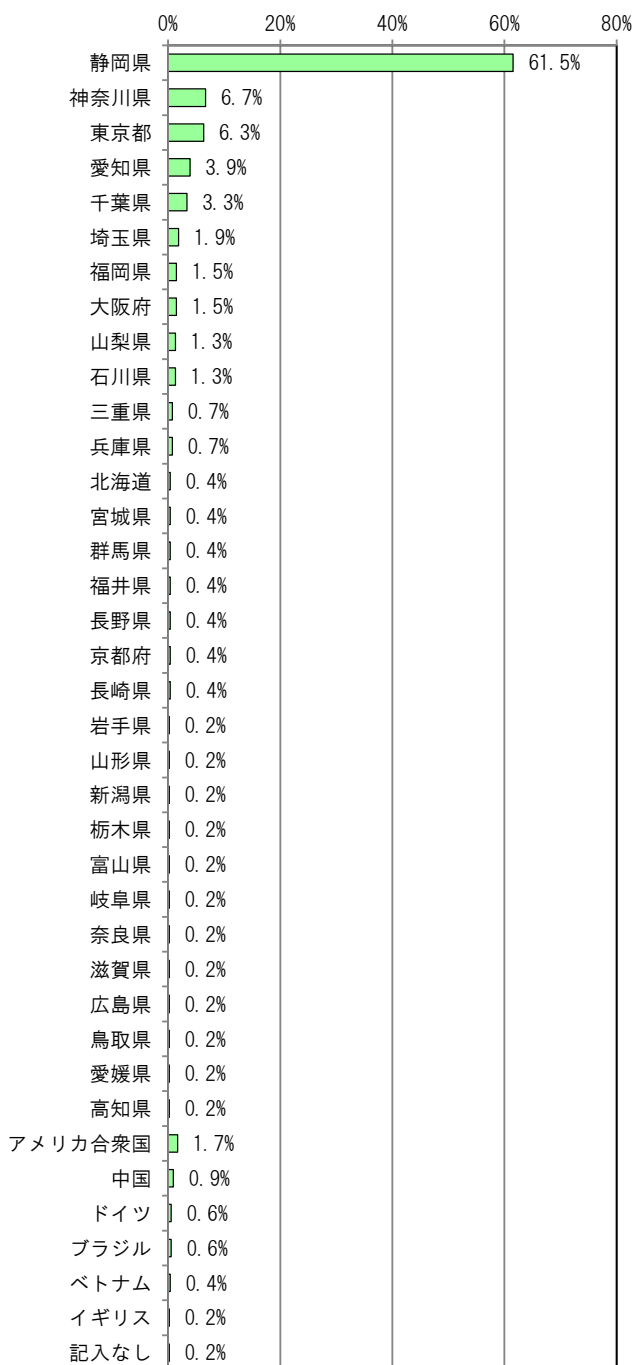 0% 20% 40% 60% 80%
静岡県 61.5%
神奈川県 6.7%
東京都 6.3%
愛知県 3.9%
千葉県 3.3%
埼玉県 1.9%
福岡県 1.5%
大阪府 1.5%
山梨県 1.3%
石川県 1.3%
三重県 0.7%
兵庫県 0.7%
北海道 0.4%
宮城県 0.4%
群馬県 0.4%
福井県 0.4%
長野県 0.4%
京都府 0.4%
長崎県 0.4%
岩手県 0.2%
山形県 0.2%
新潟県 0.2%
栃木県 0.2%
富山県 0.2%
岐阜県 0.2%
奈良県 0.2%
滋賀県 0.2%
広島県 0.2%
鳥取県 0.2%
愛媛県 0.2%
高知県 0.2%
アメリカ合衆国 1.7%
中国 0.9%
ドイツ 0.6%
ブラジル 0.6%
ベトナム 0.4%
イギリス 0.2%
記入なし 0.2%